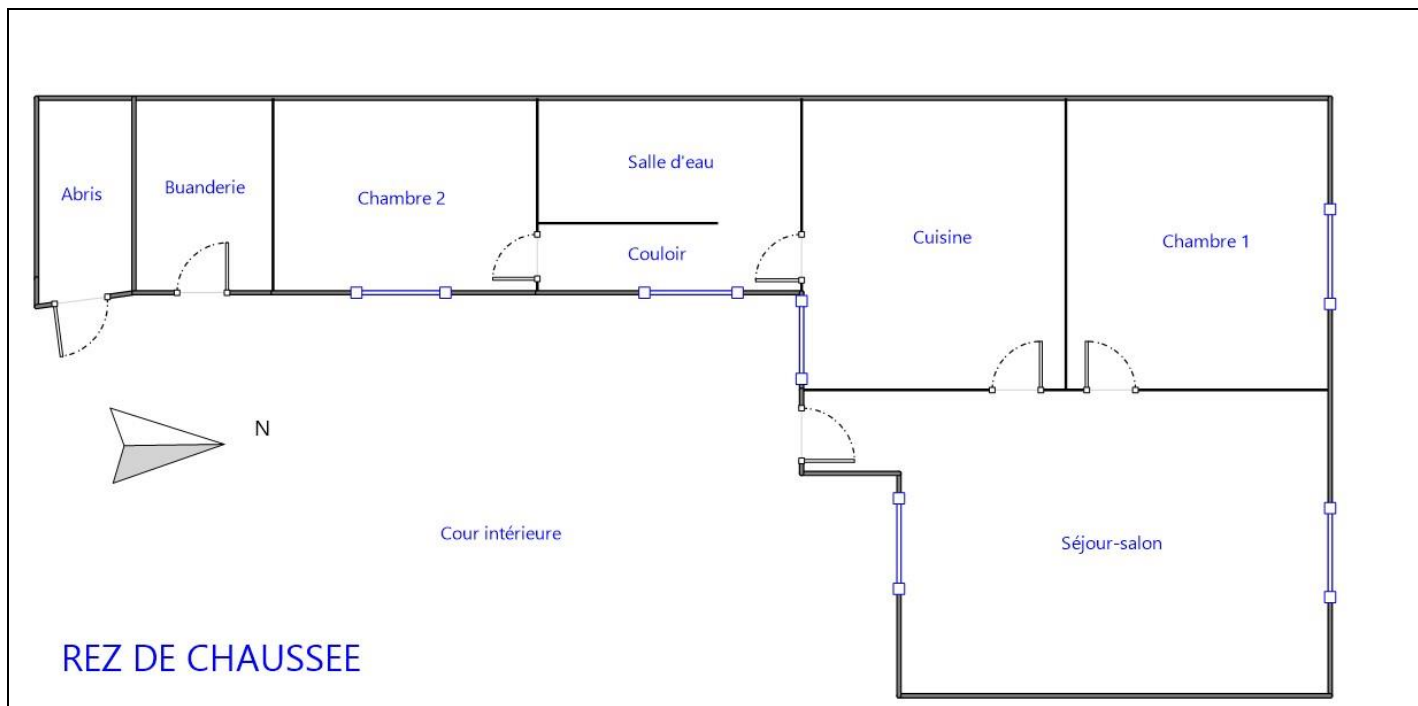 Salle d'eau
Abris
Buanderie
Chambre 2
Couloir
Cuisine
Chambre 1
N
Cour intérieure
Séjour-salon
REZ DE CHAUSSEE